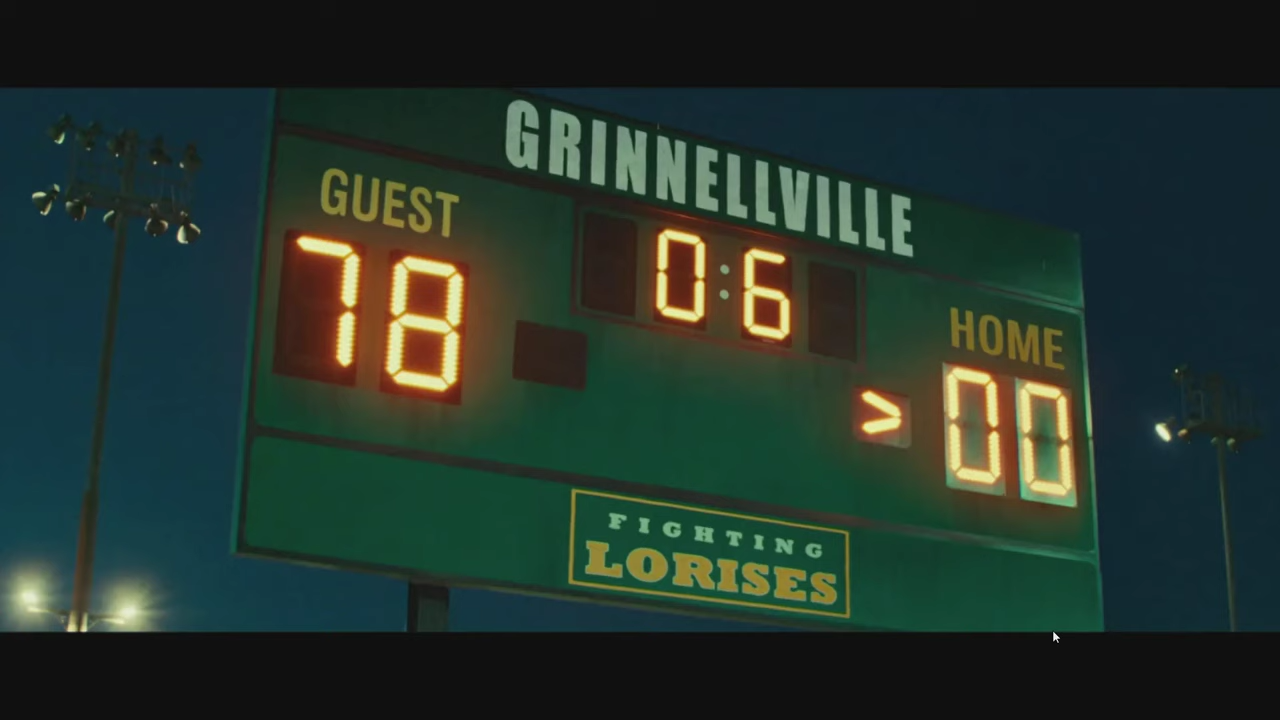 GRINNELLVILLE
GUEST
78
0:6
HOME
> 00
FIGHTING
LORISES